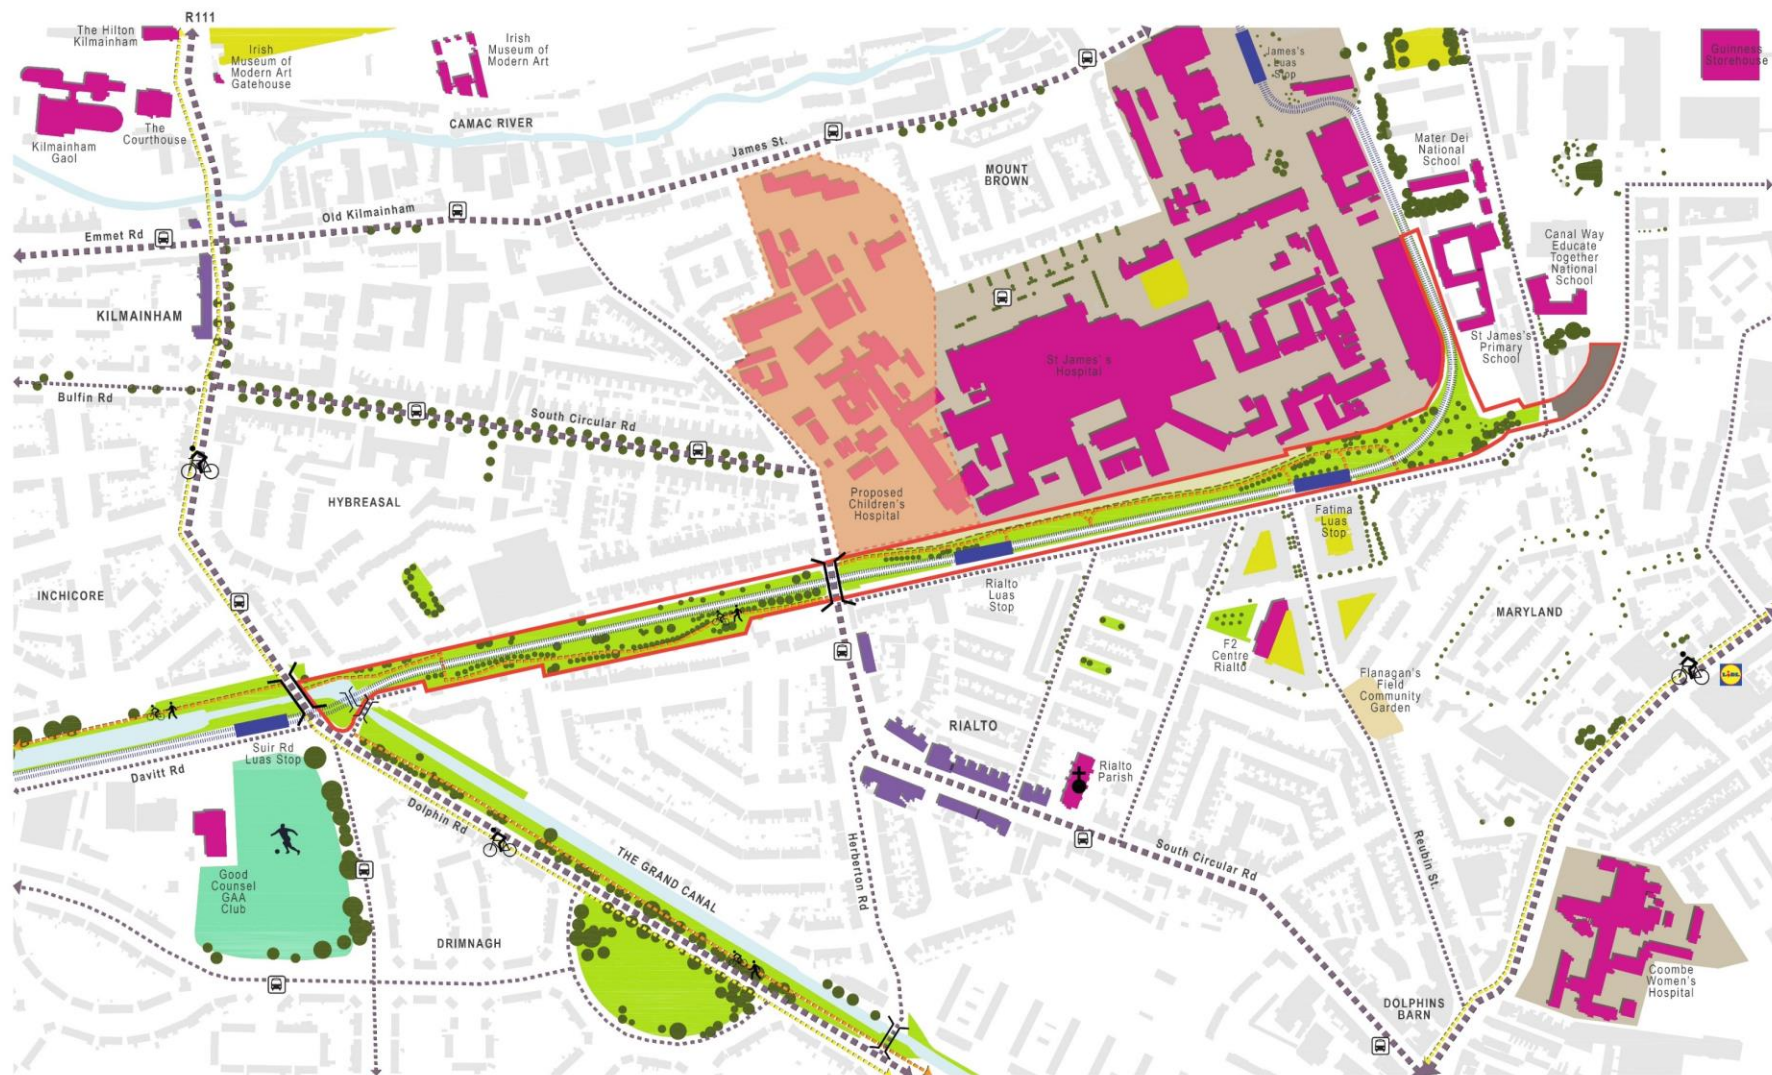 R111
The Hilton
Kilmainham
Irish
Museum of
Modern Art
Gatehouse
Irish
Museum of
Modern Art
James's
Luas
Stop
Guinness
Storehouse
Kilmainham
Gaol
The
Courthouse
CAMAC RIVER
James St.
MOUNT
BROWN
Mater Dei
National
School
Emmet Rd
Old Kilmainham
Canal Way
Educate
Together
National
School
KILMAINHAM
St James's
Primary
School
St James' s
Hospital
Bulfin Rd
South Circular Rd
HYBREASAL
Proposed
Children's
Hospital
Fatima
Luas
Stop
INCHICORE
Rialto
Luas
Stop
MARYLAND
F2
Centre
Rialto
Flanagan's
Field
Community
Garden
LIDL
RIALTO
Suir Rd
Luas Stop
Davitt Rd
Rialto
Parish
Dolphin Rd
THE GRAND CANAL
Herberton Rd
South Circular Rd
Reubin St.
Good
Counsel
GAA
Club
DRIMNAGH
Coombe
Women's
Hospital
DOLPHINS
BARN